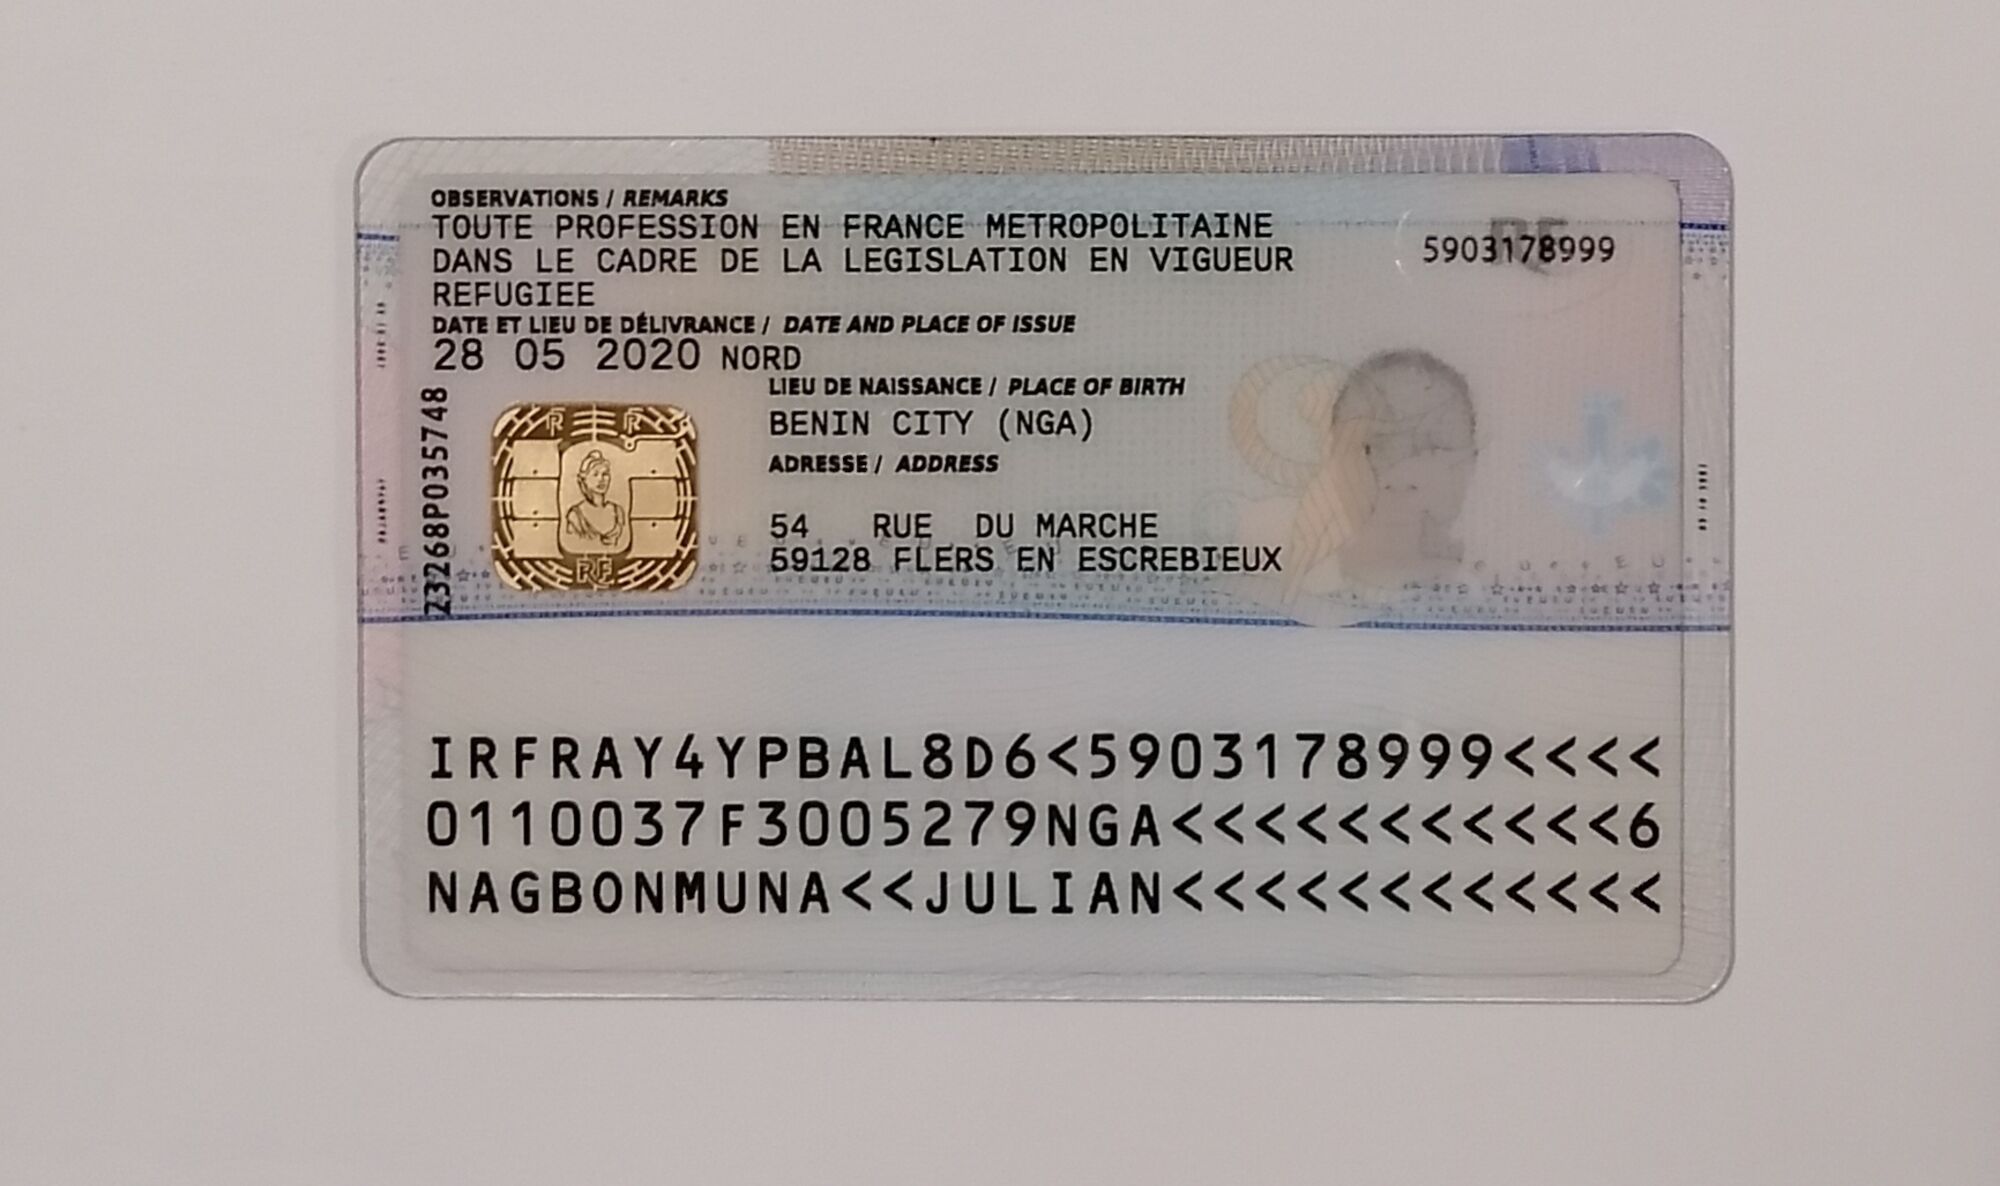 OBSERVATIONS / REMARKS
TOUTE PROFESSION EN FRANCE METROPOLITAINE
DANS LE CADRE DE LA LEGISLATION EN VIGUEUR
REFUGIEE
5903178999
RF
DATE ET LIEU DE DÉLIVRANCE / DATE AND PLACE OF ISSUE
28 05 2020 NORD
LIEU DE NAISSANCE / PLACE OF BIRTH
BENIN CITY (NGA)
ADRESSE / ADDRESS
54 RUE DU MARCHE
59128 FLERS EN ESCREBIEUX
23268P035748
RF
IRFRAY4YPBAL8D6<5903178999<<<<
0110037F3005279NGA<<<<<<<<<<<6
NAGBONMUNA<<JULIAN<<<<<<<<<<<<